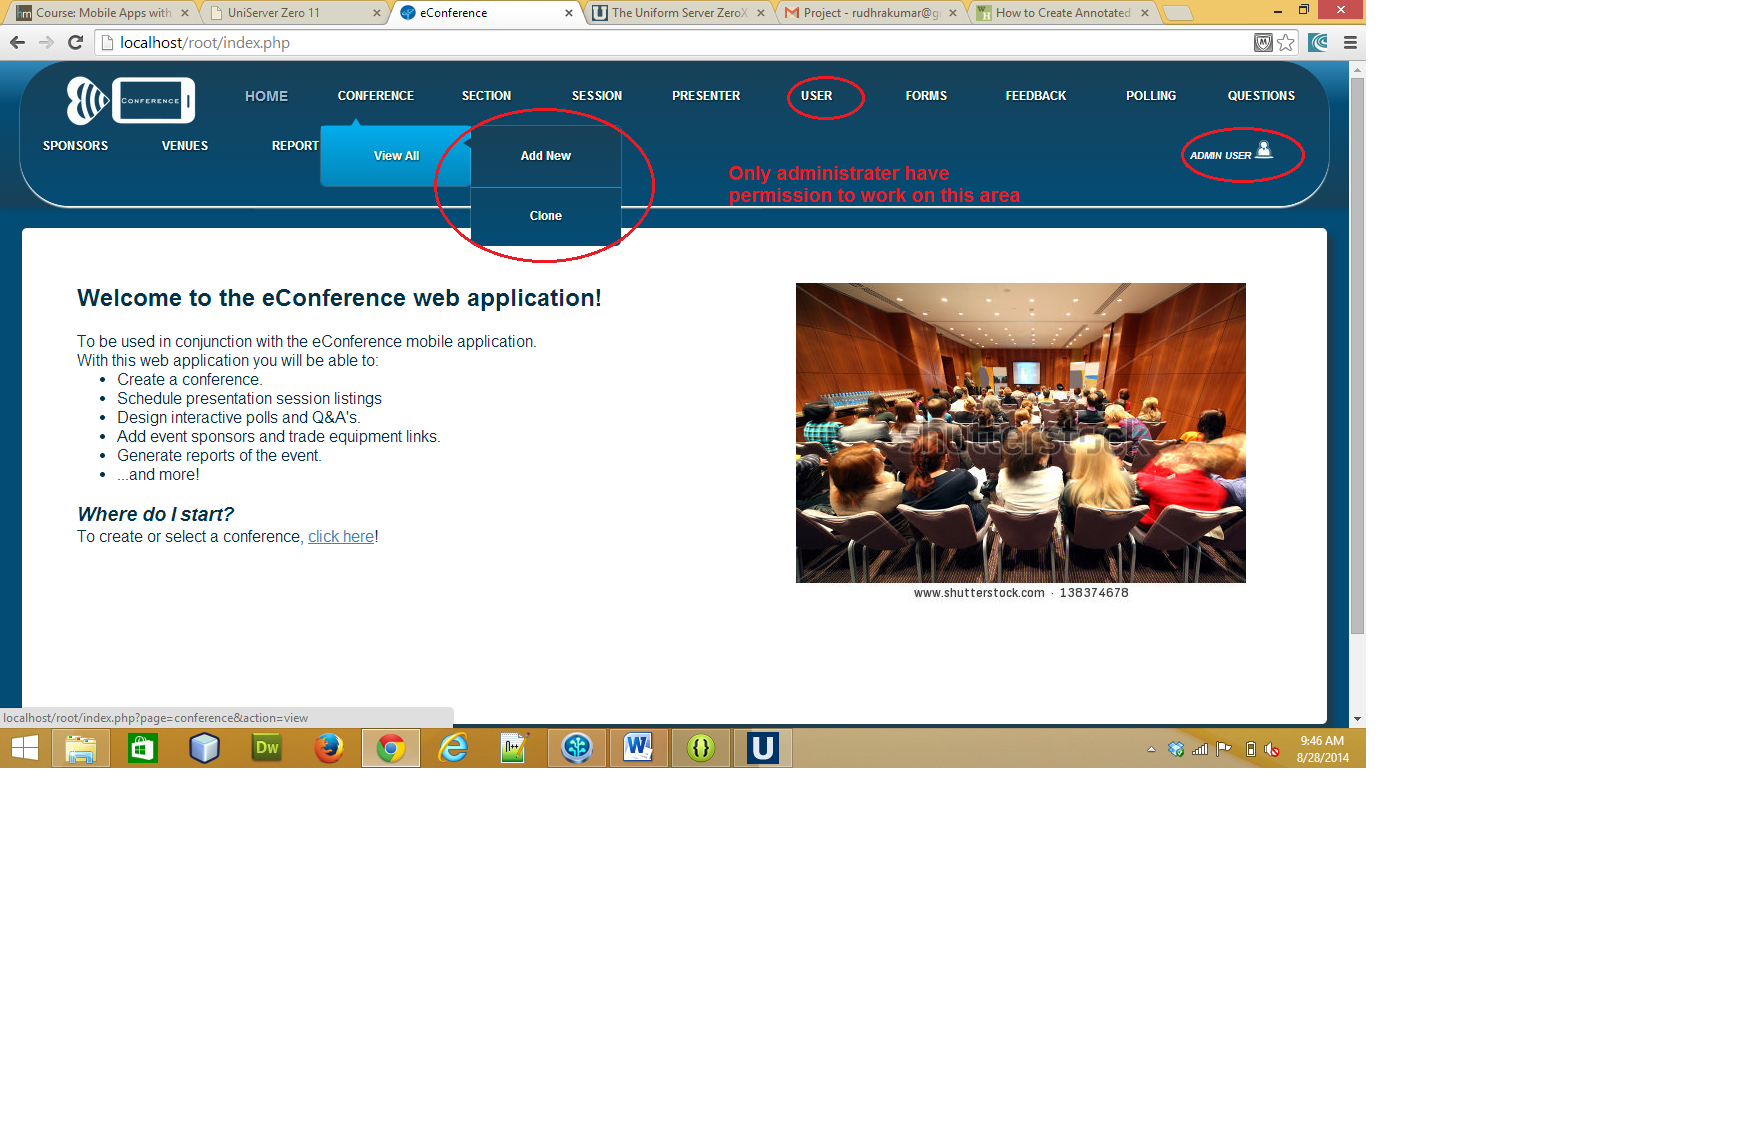 Course: Mobile Apps with
UniServer Zero 11
eConference
The Uniform Server ZeroX
Project - rudhrakumar@g
How to Create Annotated
localhost/root/index.php
CONFERENCE
HOME
CONFERENCE
SECTION
SESSION
PRESENTER
USER
FORMS
FEEDBACK
POLLING
QUESTIONS
SPONSORS
VENUES
REPORT
View All
Add New
Clone
ADMIN USER
Only administrater have
permission to work on this area
Welcome to the eConference web application!
To be used in conjunction with the eConference mobile application.
With this web application you will be able to:
• Create a conference.
• Schedule presentation session listings
• Design interactive polls and Q&A's.
• Add event sponsors and trade equipment links.
• Generate reports of the event.
• ...and more!
Where do I start?
To create or select a conference, click here!
shutterstock
www.shutterstock.com · 138374678
localhost/root/index.php?page=conference&action=view
Dw
9:46 AM
8/28/2014